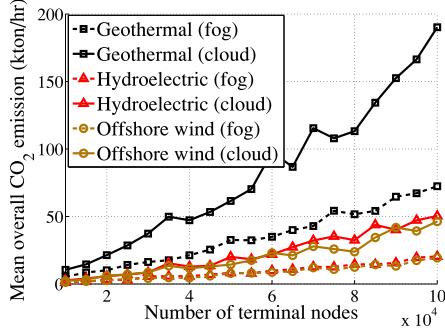 Mean overall CO2 emission (kton/hr)
200
150
100
50
0
Geothermal (fog)
Geothermal (cloud)
Hydroelectric (fog)
Hydroelectric (cloud)
Offshore wind (fog)
Offshore wind (cloud)
2 4 6 8 10
Number of terminal nodes
x 10^4